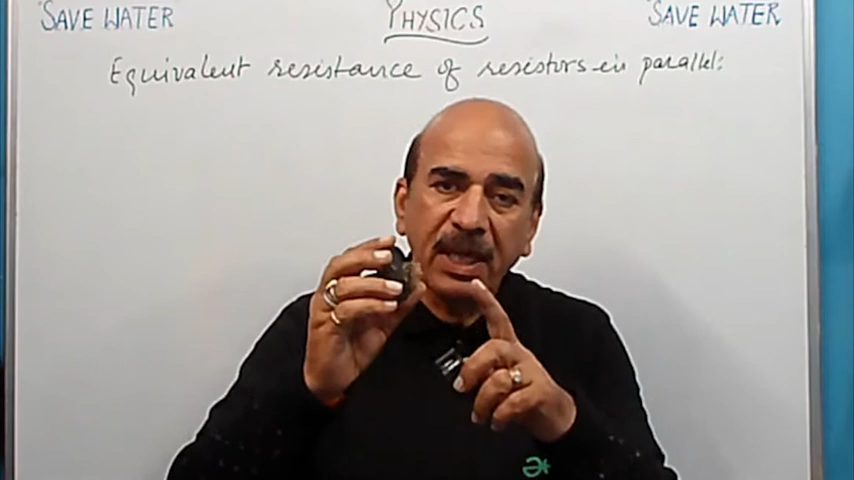 "SAVE WATER" PHYSICS "SAVE WATER"
Equivalent resistance of resistors in parallel: